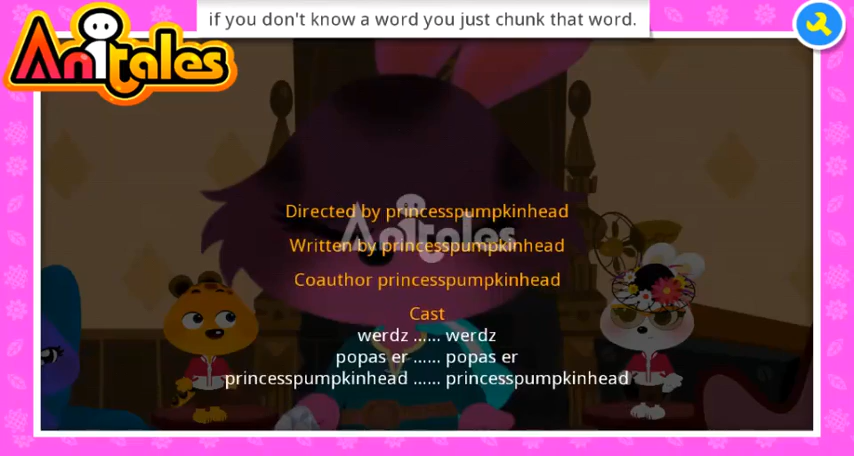 if you don't know a word you just chunk that word.
Anitales
Directed by princesspumpkinhead
Anitales
Written by princesspumpkinhead
Coauthor princesspumpkinhead
Cast
werdz ...... werdz
popas er ...... popas er
princesspumpkinhead ...... princesspumpkinhead